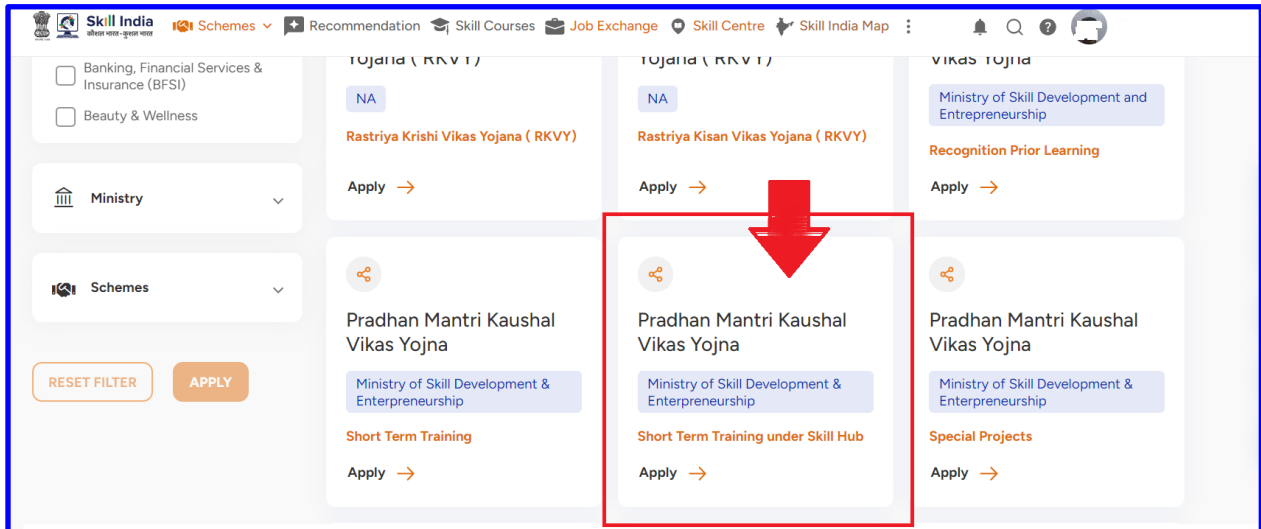 Skill India
कौशल भारत-कुशल भारत
Schemes
Recommendation
Skill Courses
Job Exchange
Skill Centre
Skill India Map
Banking, Financial Services &
Insurance (BFSI)
Beauty & Wellness
Ministry
Schemes
RESET FILTER
APPLY
Yojana ( RKVY)
NA
Rastriya Krishi Vikas Yojana ( RKVY)
Apply
Yojana ( RKVY)
NA
Rastriya Kisan Vikas Yojana ( RKVY)
Apply
Vikas Yojna
Ministry of Skill Development and
Entrepreneurship
Recognition Prior Learning
Apply
Pradhan Mantri Kaushal
Vikas Yojna
Ministry of Skill Development &
Enterpreneurship
Short Term Training
Apply
Pradhan Mantri Kaushal
Vikas Yojna
Ministry of Skill Development &
Enterpreneurship
Short Term Training under Skill Hub
Apply
Pradhan Mantri Kaushal
Vikas Yojna
Ministry of Skill Development &
Enterpreneurship
Special Projects
Apply